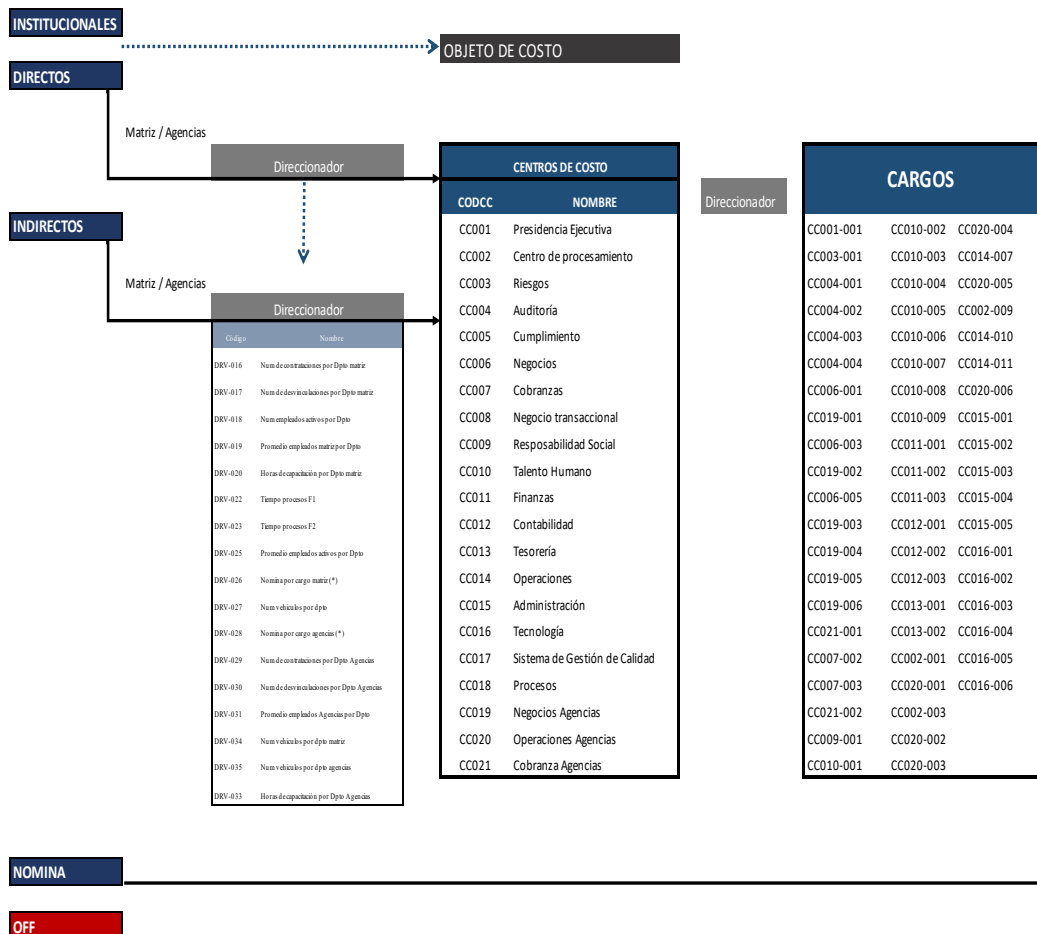 INSTITUCIONALES
OBJETO DE COSTO
DIRECTOS
Matriz / Agencias
Direccionador
INDIRECTOS
Matriz / Agencias
Direccionador
Código Nombre
DRV-016 Num de contrataciones por Dpto matriz
DRV-017 Num de desvinculaciones por Dpto matriz
DRV-018 Num empleados activos por Dpto
DRV-019 Promedio empleados matriz por Dpto
DRV-020 Horas de capacitación por Dpto matriz
DRV-022 Tiempo procesos F1
DRV-023 Tiempo procesos F2
DRV-025 Promedio empleados activos por Dpto
DRV-026 Nomina por cargo matriz (*)
DRV-027 Num vehiculos por dpto
DRV-028 Nomina por cargo agencias (*)
DRV-029 Num de contrataciones por Dpto Agencias
DRV-030 Num de desvinculaciones por Dpto Agencias
DRV-031 Promedio empleados Agencias por Dpto
DRV-034 Num vehiculos por dpto matriz
DRV-035 Num vehiculos por dpto agencias
DRV-033 Horas de capacitación por Dpto Agencias
CENTROS DE COSTO
CODCC NOMBRE
CC001 Presidencia Ejecutiva
CC002 Centro de procesamiento
CC003 Riesgos
CC004 Auditoría
CC005 Cumplimiento
CC006 Negocios
CC007 Cobranzas
CC008 Negocio transaccional
CC009 Resposabilidad Social
CC010 Talento Humano
CC011 Finanzas
CC012 Contabilidad
CC013 Tesorería
CC014 Operaciones
CC015 Administración
CC016 Tecnología
CC017 Sistema de Gestión de Calidad
CC018 Procesos
CC019 Negocios Agencias
CC020 Operaciones Agencias
CC021 Cobranza Agencias
Direccionador
CARGOS
CC001-001 CC010-002 CC020-004
CC003-001 CC010-003 CC014-007
CC004-001 CC010-004 CC020-005
CC004-002 CC010-005 CC002-009
CC004-003 CC010-006 CC014-010
CC004-004 CC010-007 CC014-011
CC006-001 CC010-008 CC020-006
CC019-001 CC010-009 CC015-001
CC006-003 CC011-001 CC015-002
CC019-002 CC011-002 CC015-003
CC006-005 CC011-003 CC015-004
CC019-003 CC012-001 CC015-005
CC019-004 CC012-002 CC016-001
CC019-005 CC012-003 CC016-002
CC019-006 CC013-001 CC016-003
CC021-001 CC013-002 CC016-004
CC007-002 CC002-001 CC016-005
CC007-003 CC020-001 CC016-006
CC021-002 CC002-003
CC009-001 CC020-002
CC010-001 CC020-003
NOMINA
OFF